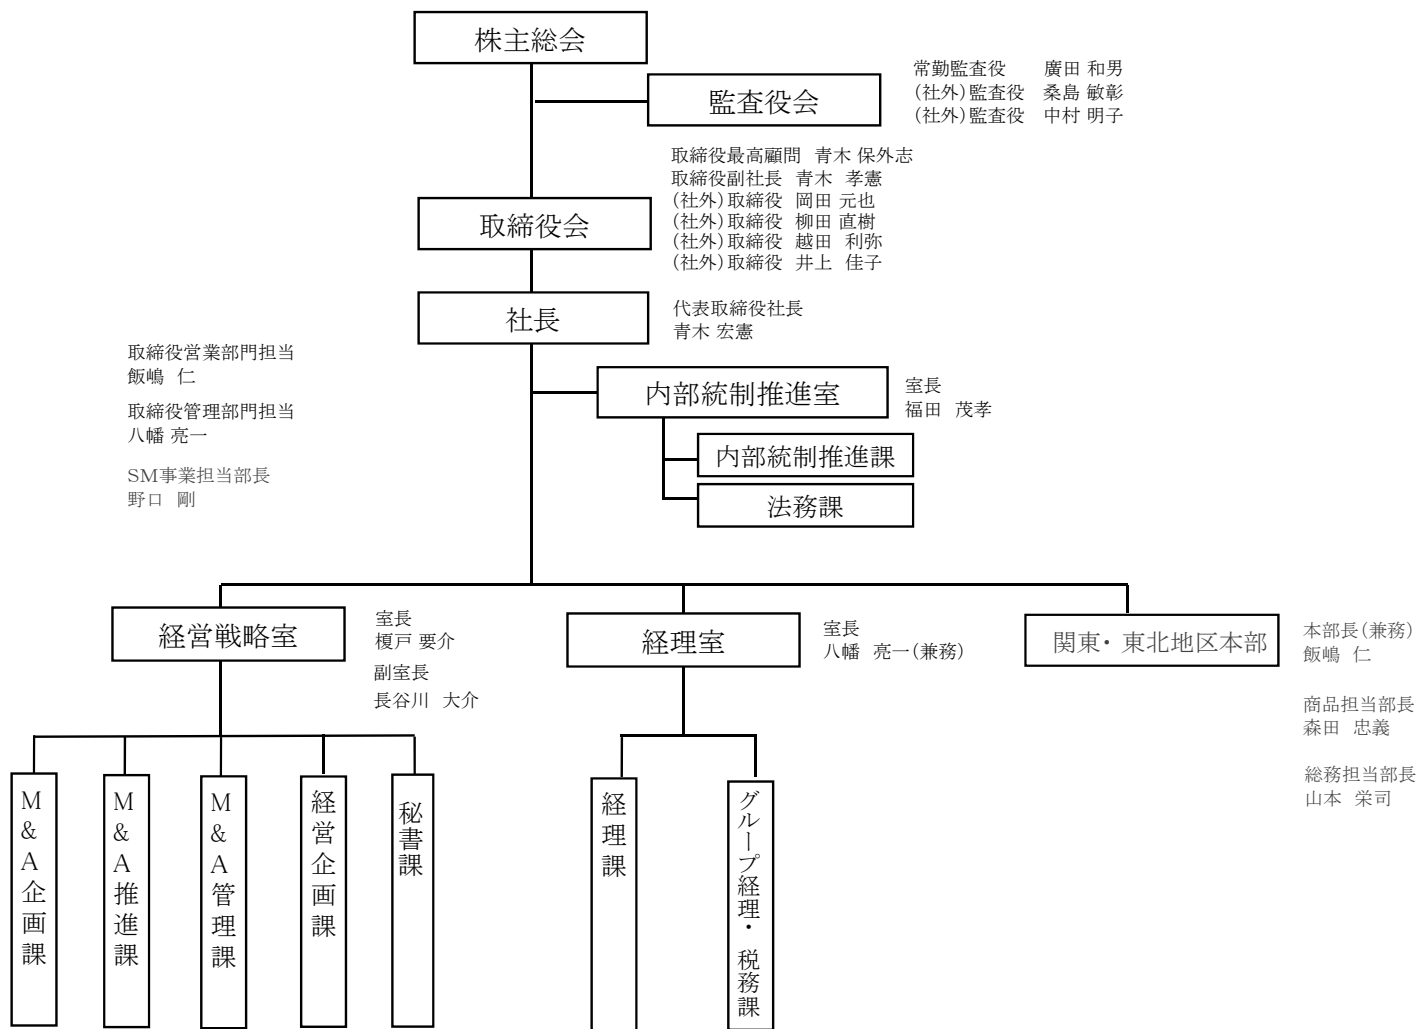 株主総会
監査役会
常勤監査役 廣田 和男
(社外)監査役 桑島 敏彰
(社外)監査役 中村 明子
取締役最高顧問 青木 保外志
取締役副社長 青木 孝憲
(社外)取締役 岡田 元也
(社外)取締役 柳田 直樹
(社外)取締役 越田 利弥
(社外)取締役 井上 佳子
取締役会
社長
代表取締役社長
青木 宏憲
取締役営業部門担当
飯嶋 仁
取締役管理部門担当
八幡 亮一
SM事業担当部長
野口 剛
内部統制推進室
室長
福田 茂孝
内部統制推進課
法務課
経営戦略室
室長
榎戸 要介
副室長
長谷川 大介
経理室
室長
八幡 亮一(兼務)
関東・東北地区本部
本部長(兼務)
飯嶋 仁
商品担当部長
森田 忠義
総務担当部長
山本 栄司
M&A企画課
M&A推進課
M&A管理課
経営企画課
秘書課
経理課
グループ経理・税務課